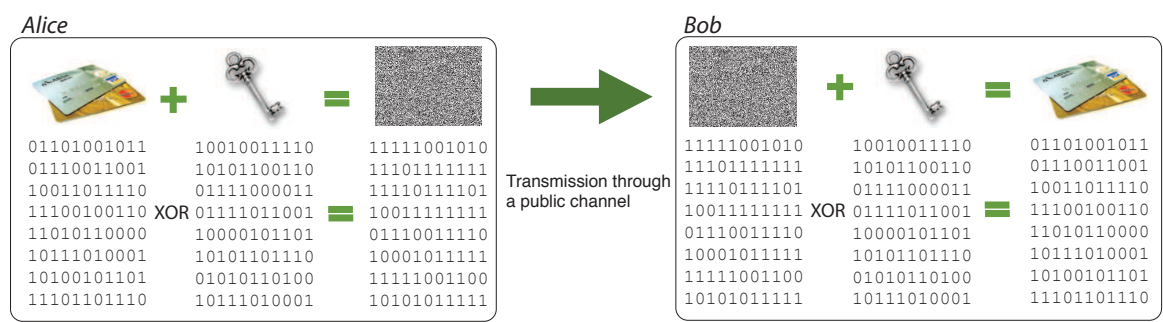 Alice
Bob
01101001011 10010011110 11111001010
01110011001 10101100110 11101111111
10011011110 01111000011 11110111101
11100100110 XOR 01111011001 10011111111
11010110000 10000101101 01110011110
10111010001 10101101110 10001011111
10100101101 01010110100 11111001100
11101101110 10111010001 10101011111
Transmission through
a public channel
11111001010 10010011110 01101001011
11101111111 10101100110 01110011001
11110111101 01111000011 10011011110
10011111111 XOR 01111011001 11100100110
01110011110 10000101101 11010110000
10001011111 10101101110 10111010001
11111001100 01010110100 10100101101
10101011111 10111010001 11101101110